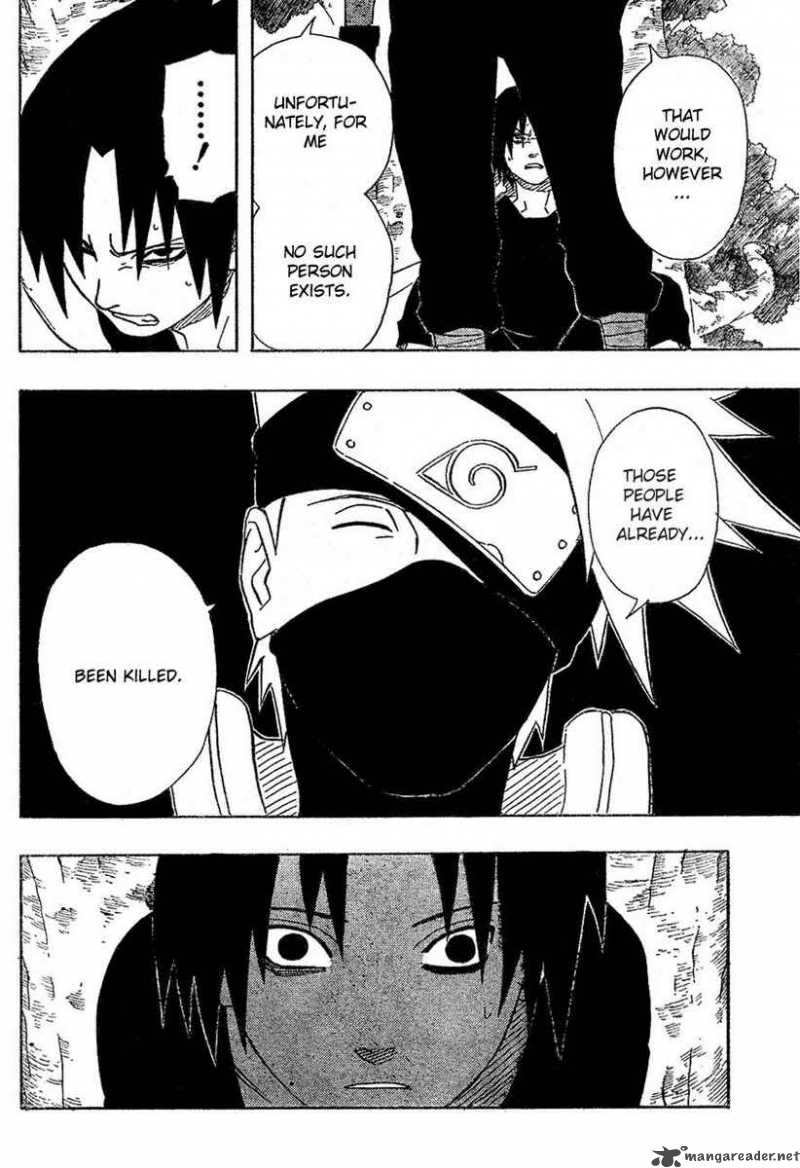 THAT
WOULD
WORK,
HOWEVER
...
UNFORTU-
NATELY, FOR
ME
NO SUCH
PERSON
EXISTS.
......!
THOSE
PEOPLE
HAVE
ALREADY...
BEEN KILLED.
mangareader.net